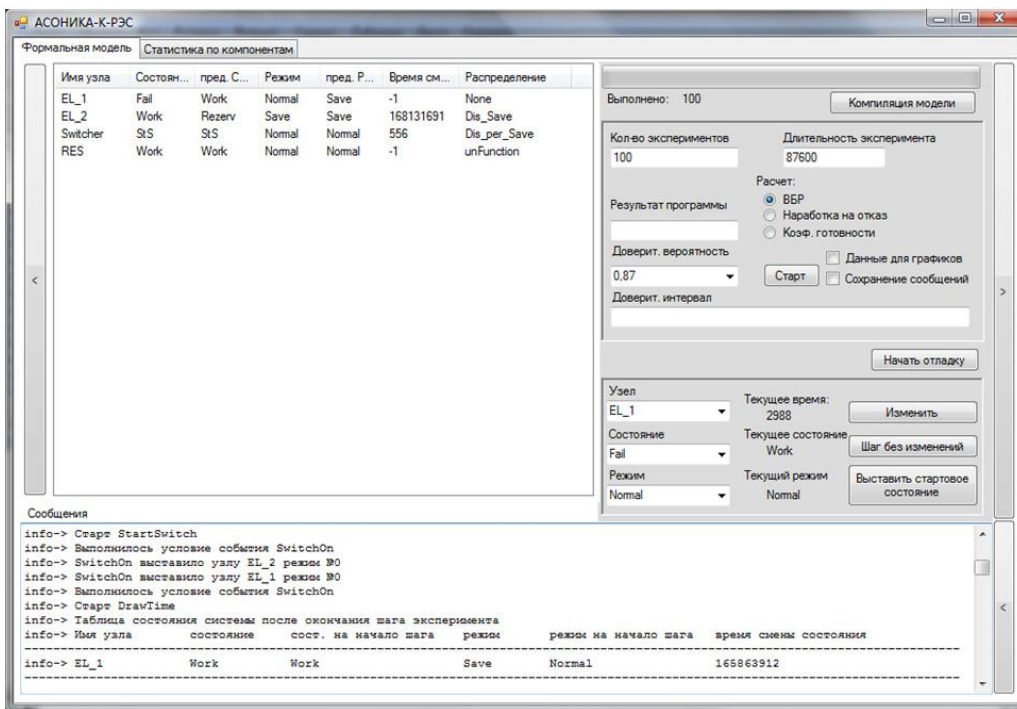 АСОНИКА-К-РЭС
Формальная модель Статистика по компонентам
Имя узла Состоян... пред. С... Режим пред. Р... Время см... Распределение
EL_1 Fail Work Normal Save -1 None
EL_2 Work Rezerv Save Save 168131691 Dis_Save
Switcher StS StS Normal Normal 556 Dis_per_Save
RES Work Work Normal Normal -1 unFunction
<
Выполнено: 100
Компиляция модели
Кол-во экспериментов Длительность эксперимента
100 87600
Расчет:
ВБР
Наработка на отказ
Коэф. готовности
Результат программы
Доверит. вероятность
0,87
Старт
Данные для графиков
Сохранение сообщений
Доверит. интервал
>
Начать отладку
Узел
EL_1
Текущее время:
2988
Изменить
Состояние
Fail
Текущее состояние
Work
Шаг без изменений
Режим
Normal
Текущий режим
Normal
Выставить стартовое
состояние
Сообщения
info-> Старт StartSwitch
info-> Выполнилось условие события SwitchOn
info-> SwitchOn выставило узлу EL_2 режим №0
info-> SwitchOn выставило узлу EL_1 режим №0
info-> Выполнилось условие события SwitchOn
info-> Старт DrawTime
info-> Таблица состояния системы после окончания шага эксперимента
info-> Имя узла состояние сост. на начало шага режим режим на начало шага время смены состояния
info-> EL_1 Work Work Save Normal 165863912
<